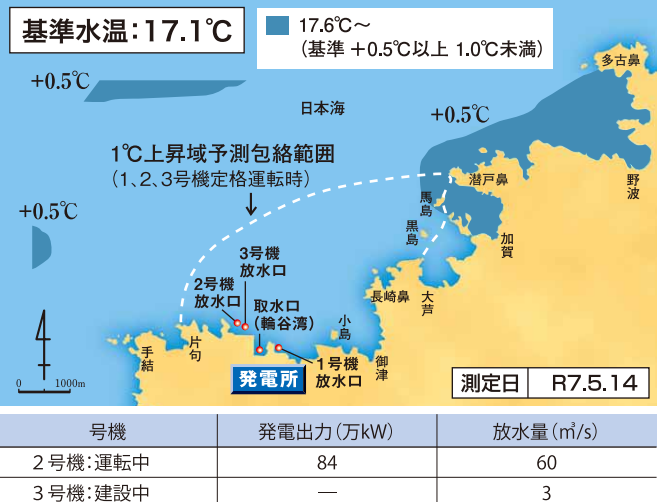 基準水温:17.1℃
17.6℃～
(基準 +0.5℃以上 1.0℃未満)
+0.5℃
日本海
+0.5℃
多古鼻
1℃上昇域予測包絡範囲
(1、2、3号機定格運転時)
潜戸鼻
野波
馬島
+0.5℃
黒島
加賀
3号機
放水口
2号機
放水口
取水口
(輪谷湾)
長崎鼻
大芦
小島
手結
片句
御津
1号機
放水口
発電所
0 1000m
測定日 R7.5.14
号機 発電出力(万kW) 放水量(㎥/s)
2号機:運転中 84 60
3号機:建設中 — 3